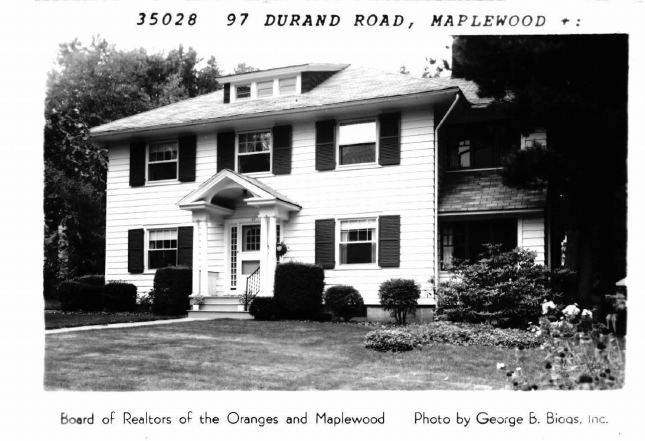 35028 97 DURAND ROAD, MAPLEWOOD +:
Board of Realtors of the Oranges and Maplewood Photo by George B. Biggs, Inc.